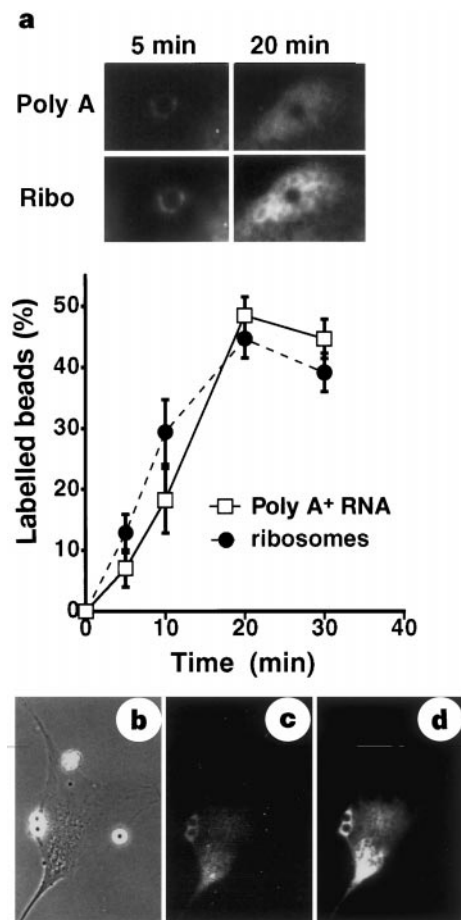 a
5 min 20 min
Poly A
Ribo
50
40
30
20
10
0
Labelled beads (%)
Poly A+ RNA
ribosomes
0 10 20 30 40
Time (min)
b c d